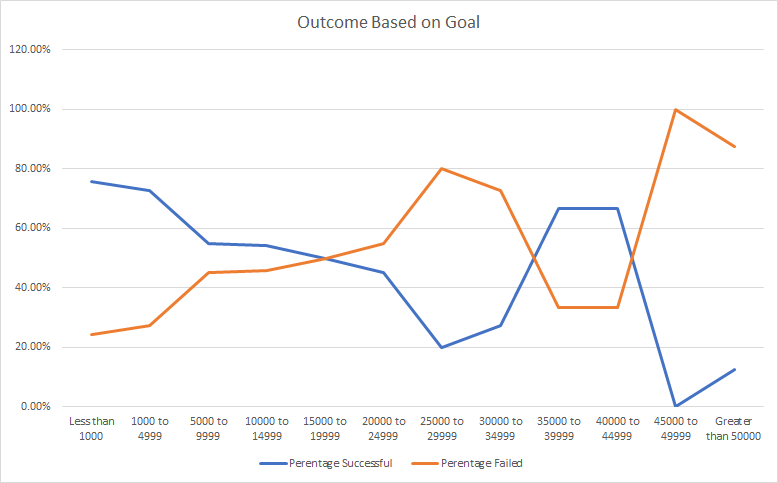 Outcome Based on Goal
120.00%
100.00%
80.00%
60.00%
40.00%
20.00%
0.00%
Less than
1000
1000 to
4999
5000 to
9999
10000 to
14999
15000 to
19999
20000 to
24999
25000 to
29999
30000 to
34999
35000 to
39999
40000 to
44999
45000 to
49999
Greater
than 50000
Perentage Successful
Perentage Failed